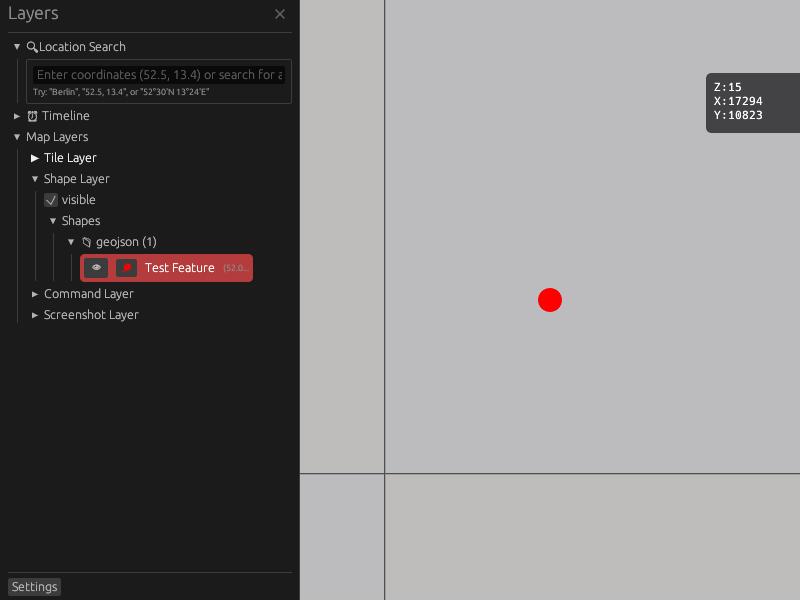 Layers
Location Search
Enter coordinates (52.5, 13.4) or search for a
Try: "Berlin", "52.5, 13.4", or "52°30'N 13°24'E"
Timeline
Map Layers
Tile Layer
Shape Layer
visible
Shapes
geojson (1)
Test Feature (52.0...
Command Layer
Screenshot Layer
Settings
Z:15
X:17294
Y:10823